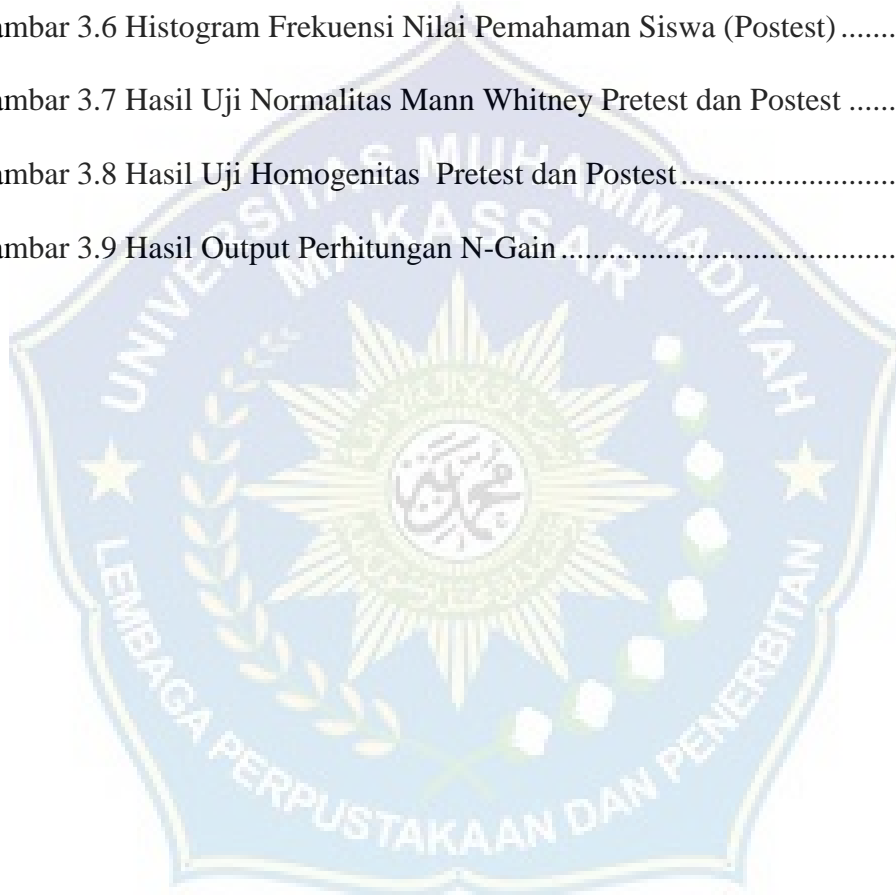 ambar 3.6 Histogram Frekuensi Nilai Pemahaman Siswa (Postest) .......
ambar 3.7 Hasil Uji Normalitas Mann Whitney Pretest dan Postest ......
ambar 3.8 Hasil Uji Homogenitas  Pretest dan Postest...........................
ambar 3.9 Hasil Output Perhitungan N-Gain .......................................
UNIVERSITAS MUHAMMADIYAH
MAKASSAR
LEMBAGA PERPUSTAKAAN DAN PENERBITAN